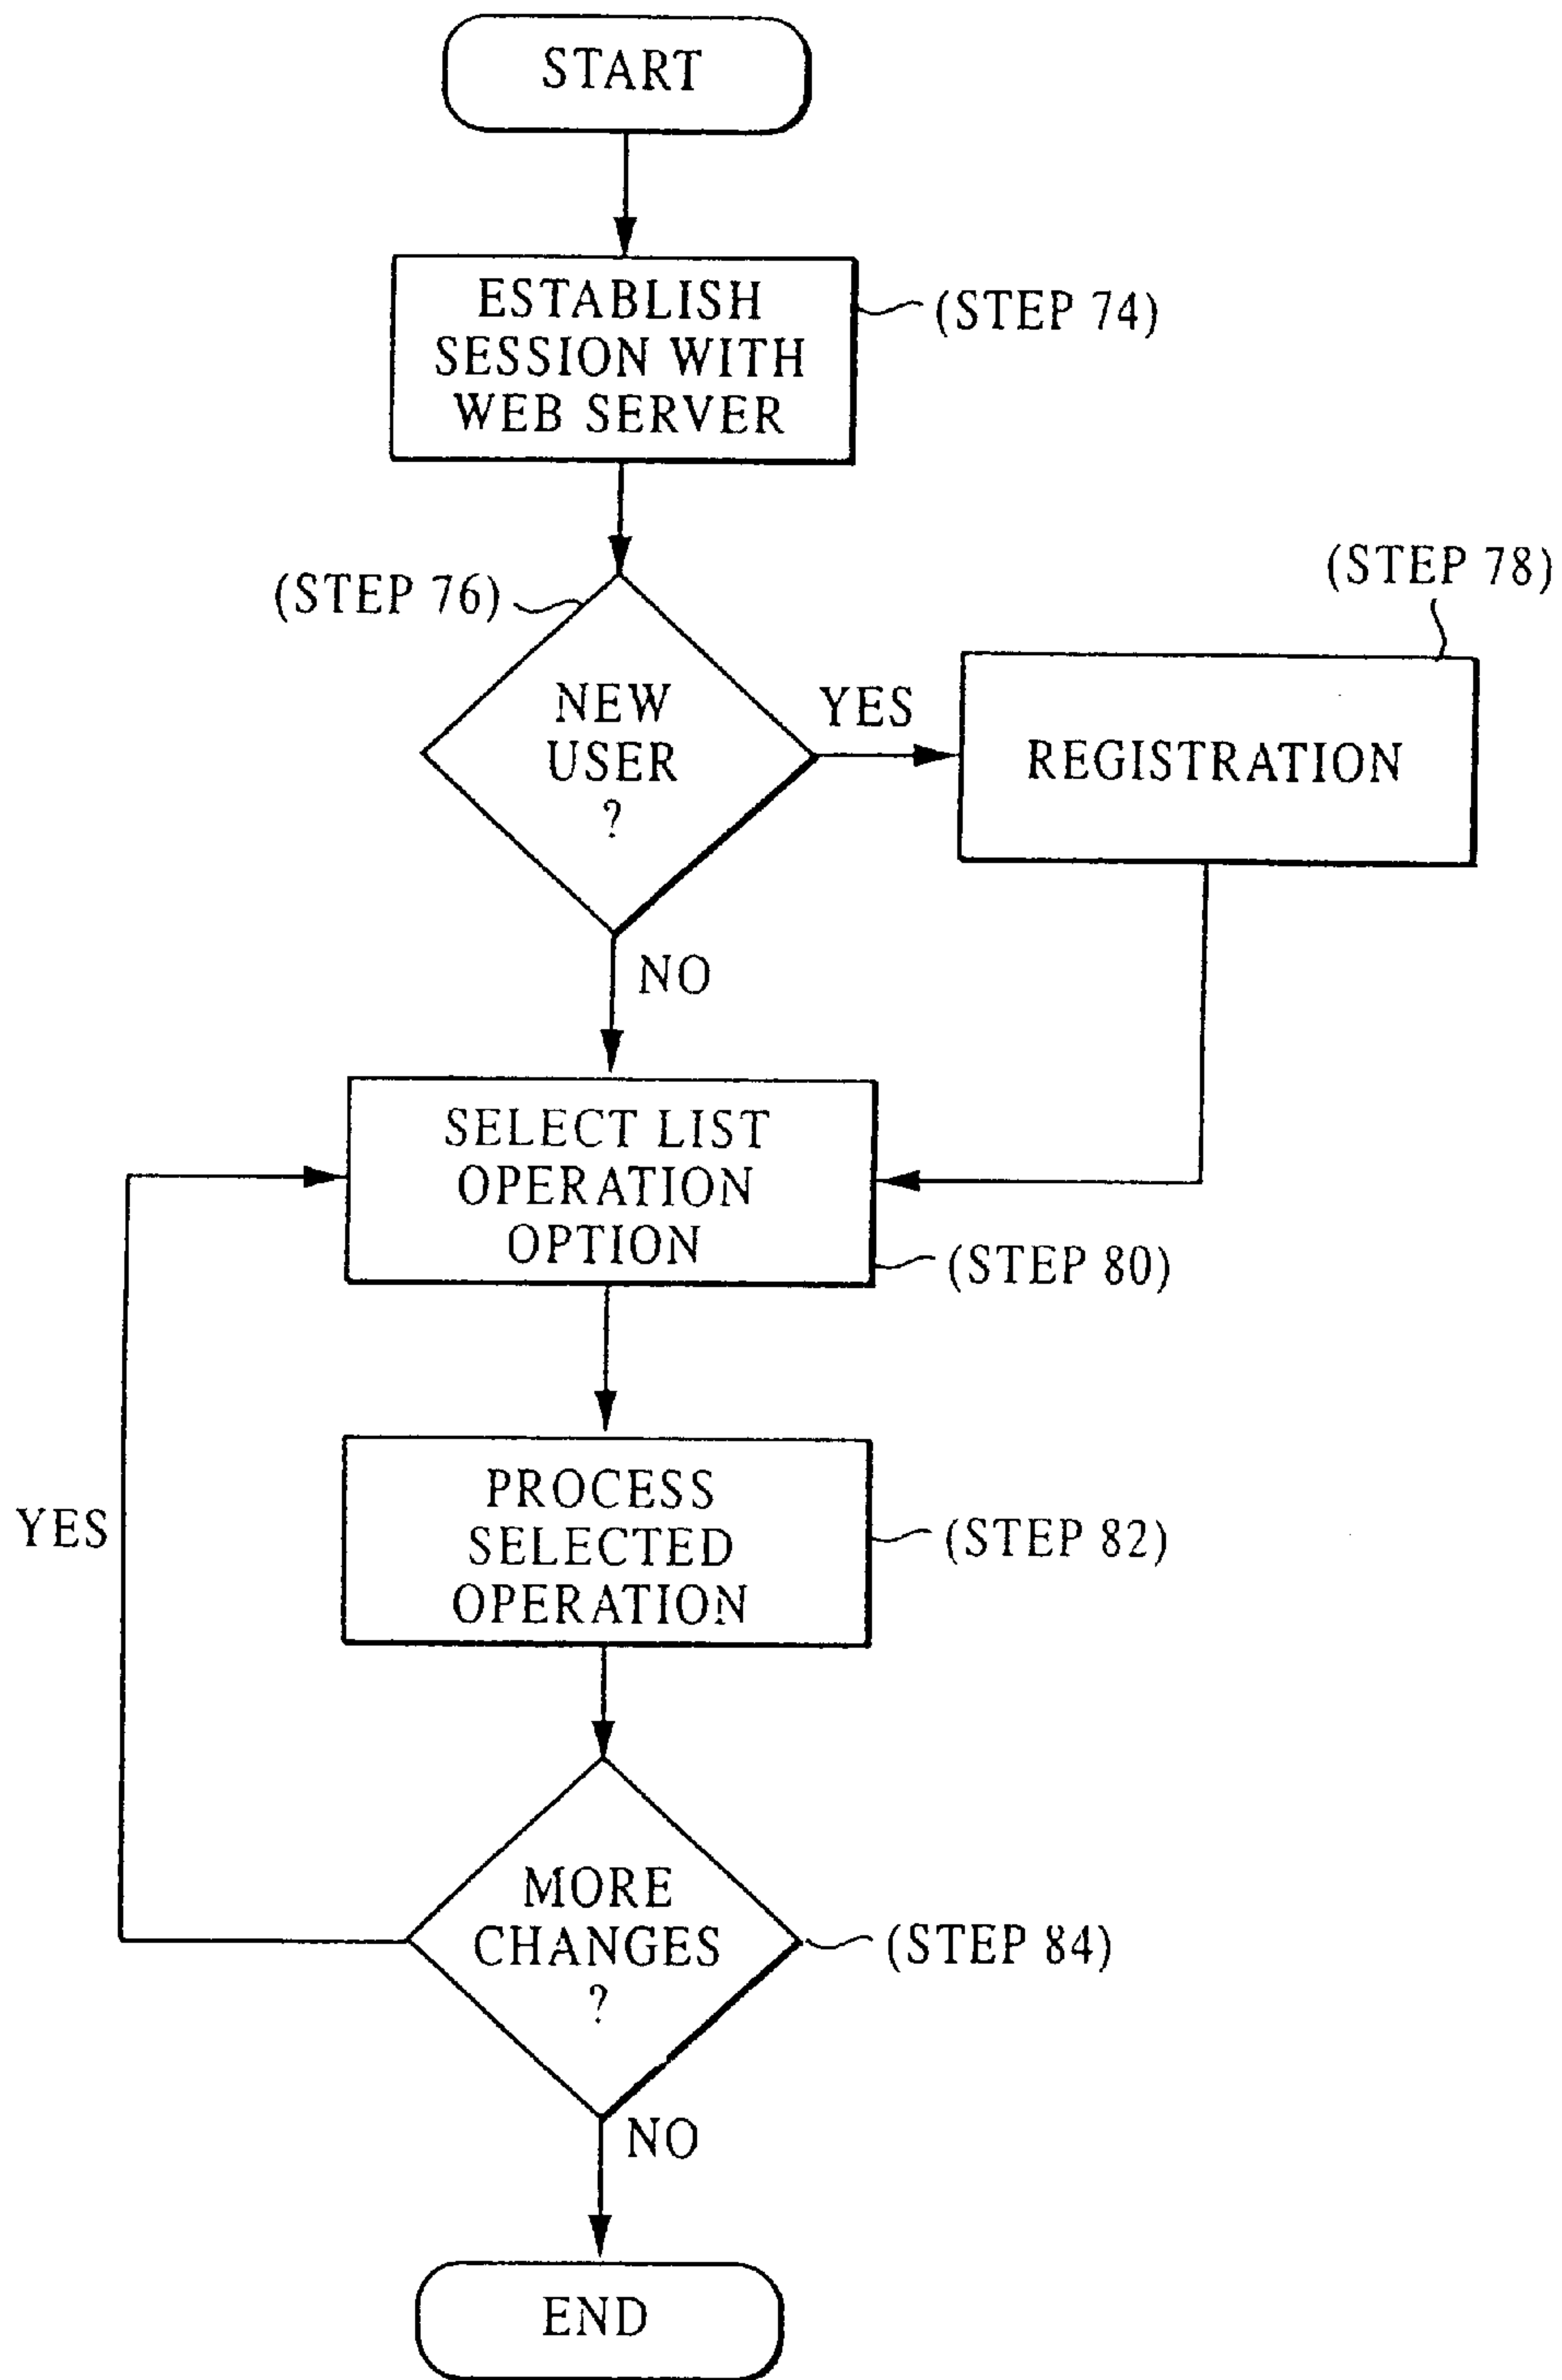 START
ESTABLISH
SESSION WITH
WEB SERVER
(STEP 74)
(STEP 76)
(STEP 78)
NEW
USER
?
YES
REGISTRATION
NO
SELECT LIST
OPERATION
OPTION
(STEP 80)
PROCESS
SELECTED
OPERATION
(STEP 82)
YES
MORE
CHANGES
?
(STEP 84)
NO
END